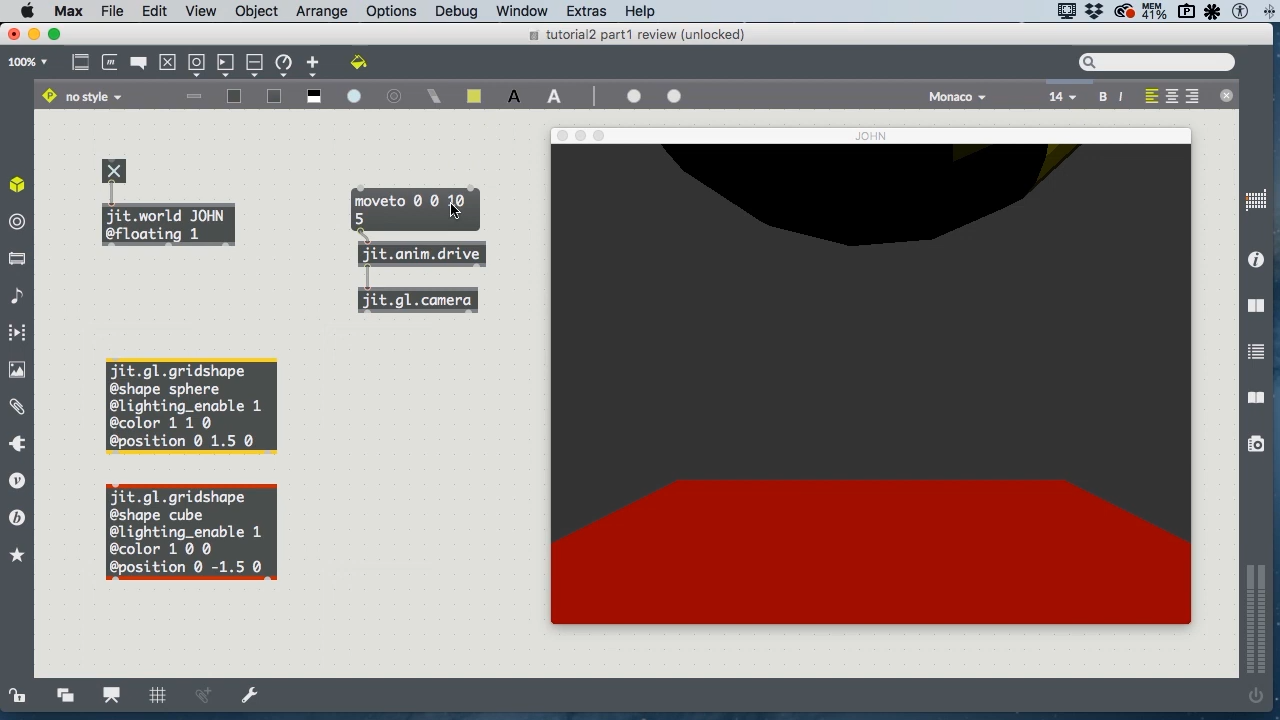 Max File Edit View Object Arrange Options Debug Window Extras Help MEM 41%
tutorial2 part1 review (unlocked)
100%
no style Monaco 14 B I
JOHN
moveto 0 0 10
5
jit.world JOHN
@floating 1
jit.anim.drive
jit.gl.camera
jit.gl.gridshape
@shape sphere
@lighting_enable 1
@color 1 1 0
@position 0 1.5 0
jit.gl.gridshape
@shape cube
@lighting_enable 1
@color 1 0 0
@position 0 -1.5 0